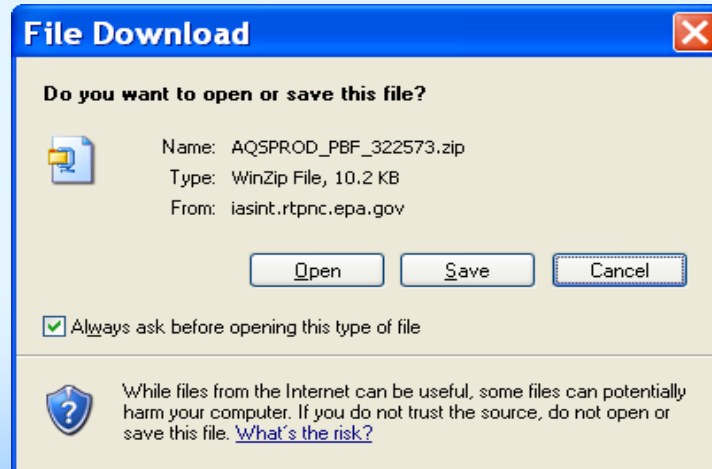 File Download
Do you want to open or save this file?
Name: AQSPROD_PBF_322573.zip
Type: WinZip File, 10.2 KB
From: iasint.rtpnc.epa.gov
Open Save Cancel
Always ask before opening this type of file
While files from the Internet can be useful, some files can potentially
harm your computer. If you do not trust the source, do not open or
save this file. What's the risk?